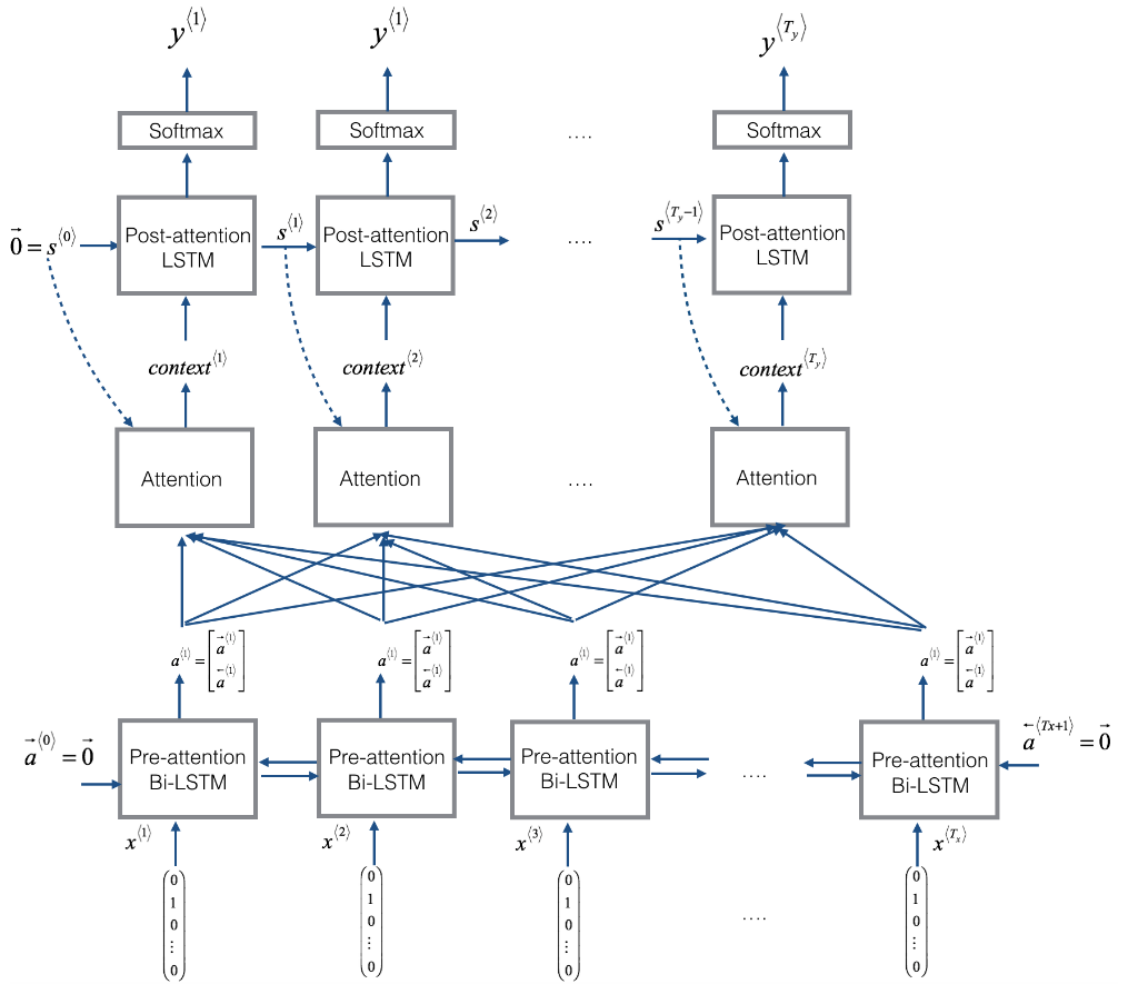 y⟨1⟩ y⟨1⟩ y⟨T_y⟩
Softmax Softmax .... Softmax
0⃗ = s⟨0⟩ Post-attention LSTM s⟨1⟩ Post-attention LSTM s⟨2⟩ .... s⟨T_y−1⟩ Post-attention LSTM
context⟨1⟩ context⟨2⟩ context⟨T_y⟩
Attention Attention .... Attention
a⟨1⟩ = [a⃗⟨1⟩ a⃖⟨1⟩] a⟨1⟩ = [a⃗⟨1⟩ a⃖⟨1⟩] a⟨1⟩ = [a⃗⟨1⟩ a⃖⟨1⟩] a⟨1⟩ = [a⃗⟨1⟩ a⃖⟨1⟩]
a⃗⟨0⟩ = 0⃗ Pre-attention Bi-LSTM Pre-attention Bi-LSTM Pre-attention Bi-LSTM .... Pre-attention Bi-LSTM a⃖⟨Tx+1⟩ = 0⃗
x⟨1⟩ x⟨2⟩ x⟨3⟩ x⟨T_x⟩
0 0 0 0
1 1 1 1
0 0 0 .... 0
⋮ ⋮ ⋮ ⋮
0 0 0 0